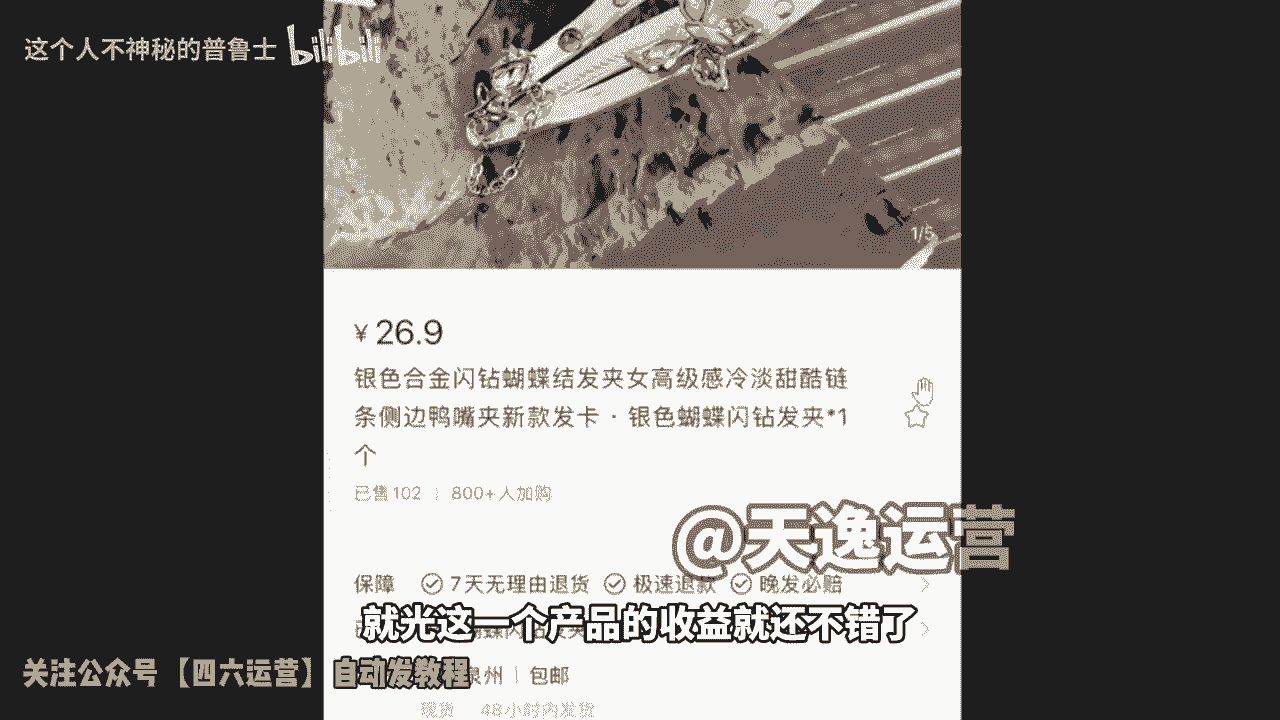 这个人不神秘的普鲁士 bilibili
1/5
¥ 26.9
银色合金闪钻蝴蝶结发夹女高级感冷淡甜酷链
条侧边鸭嘴夹新款发卡 · 银色蝴蝶闪钻发夹*1
个
已售102 | 800+人加购
@天逸运营
保障 7天无理由退货 极速退款 晚发必赔
就光这一个产品的收益就还不错了
关注公众号【四六运营】自动发教程
泉州 | 包邮
现货 48小时内发货